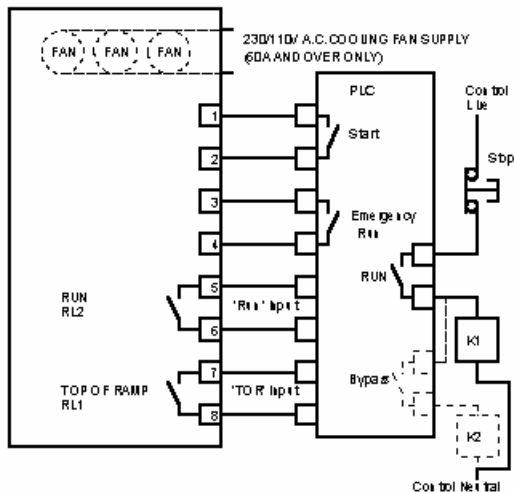 FAN FAN FAN
230/110V A.C. COOLING FAN SUPPLY
(60A AND OVER ONLY)
PLC
Control
Live
1
Start
2
Stop
3
Emergency
Run
4
RUN
RUN
RL2
5
'Run' Input
6
K1
TOP OF RAMP
RL1
7
'TOR' Input
8
Bypass
K2
Control Neutral